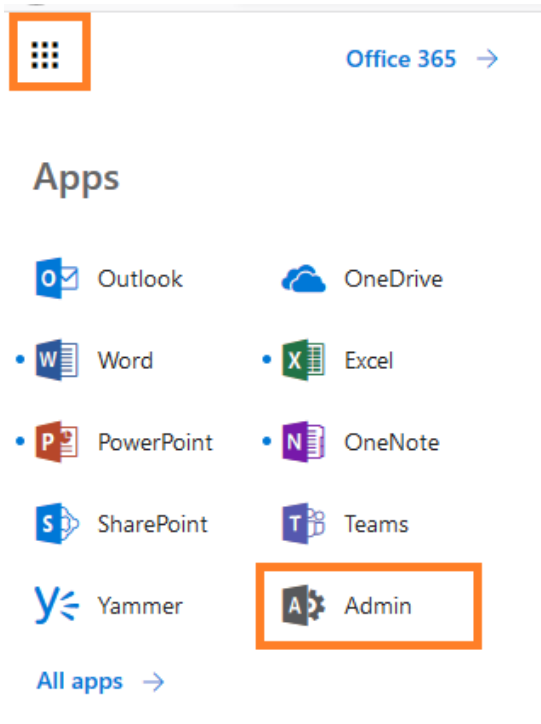 Office 365 →
Apps
Outlook OneDrive
Word Excel
PowerPoint OneNote
SharePoint Teams
Yammer Admin
All apps →